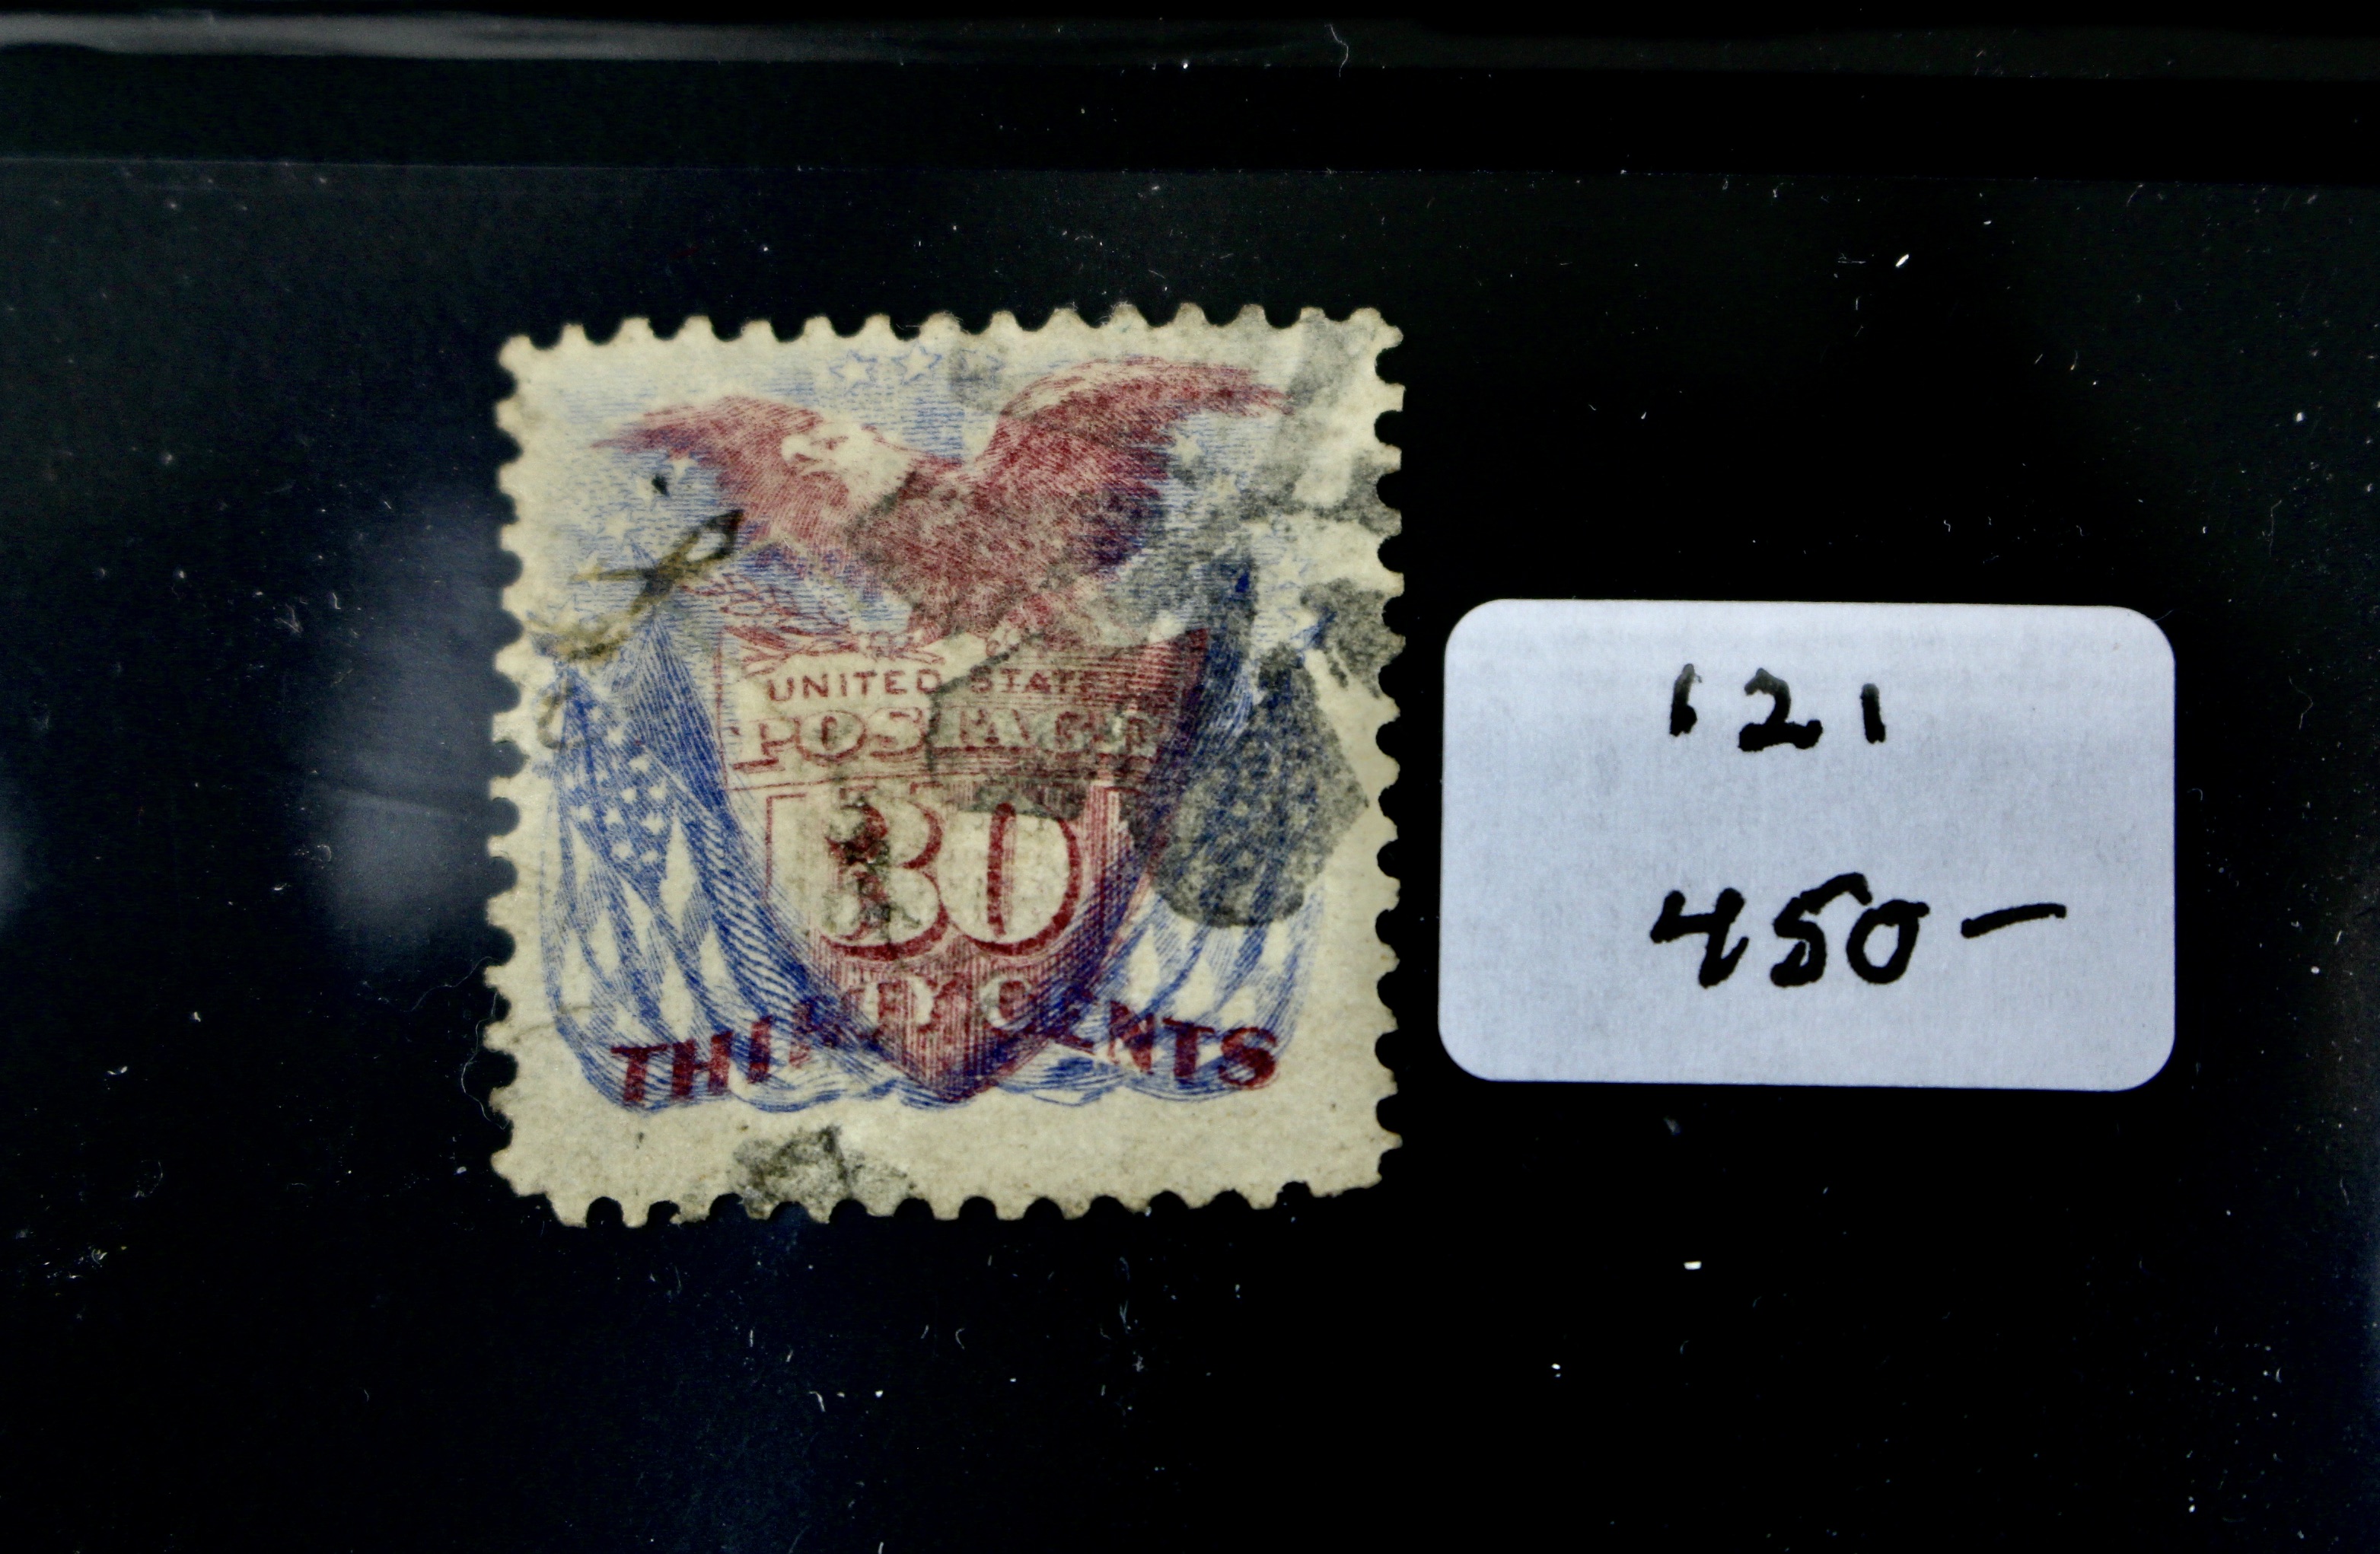 UNITED STATES
POSTAGE
30
THIRTY CENTS
121
450-